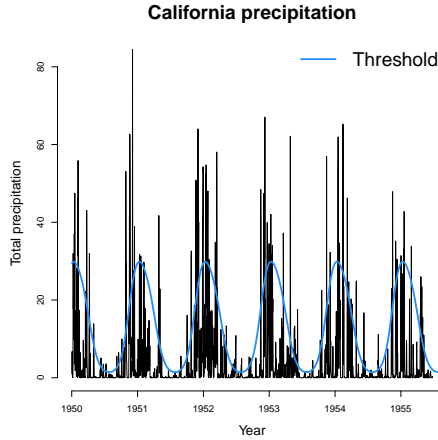 California precipitation
Threshold
Total precipitation
80
60
40
20
0
1950 1951 1952 1953 1954 1955
Year